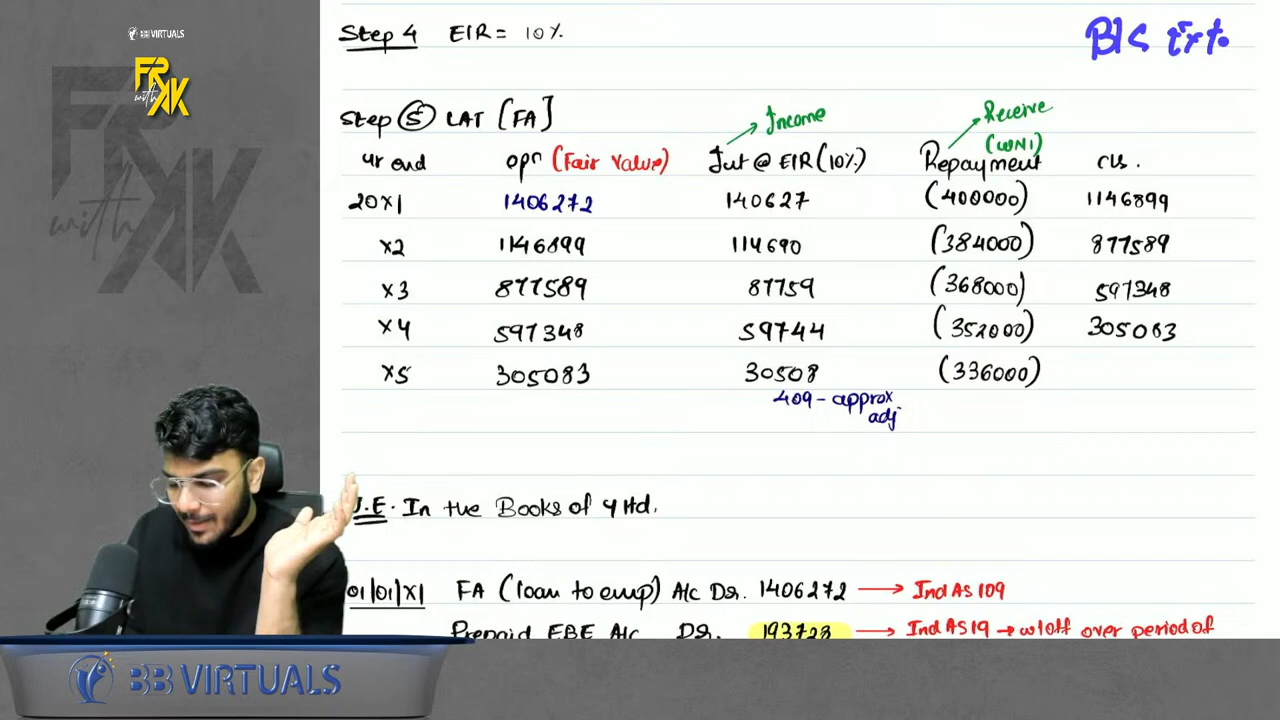 BB VIRTUALS
FR
with
AK
Step 4 EIR = 10%.
Step 5 LAT [FA]
Income
Receive
(WN1)
yr end opn (Fair Value) Int @ EIR (10%) Repayment cls.
20X1 1406272 140627 (400000) 1146899
X2 1146899 114690 (384000) 877589
X3 877589 87759 (368000) 597348
X4 597348 59744 (352000) 305083
X5 305083 30508 (336000)
409 - approx
adj
J.E. In the Books of Y Ltd.
01/01/X1 FA (loan to emp) A/c Dr. 1406272 → Ind AS 109
Prepaid EBE A/c Dr. 193728 → Ind AS 19 → w/off over period of
FR
with
AK
BB VIRTUALS